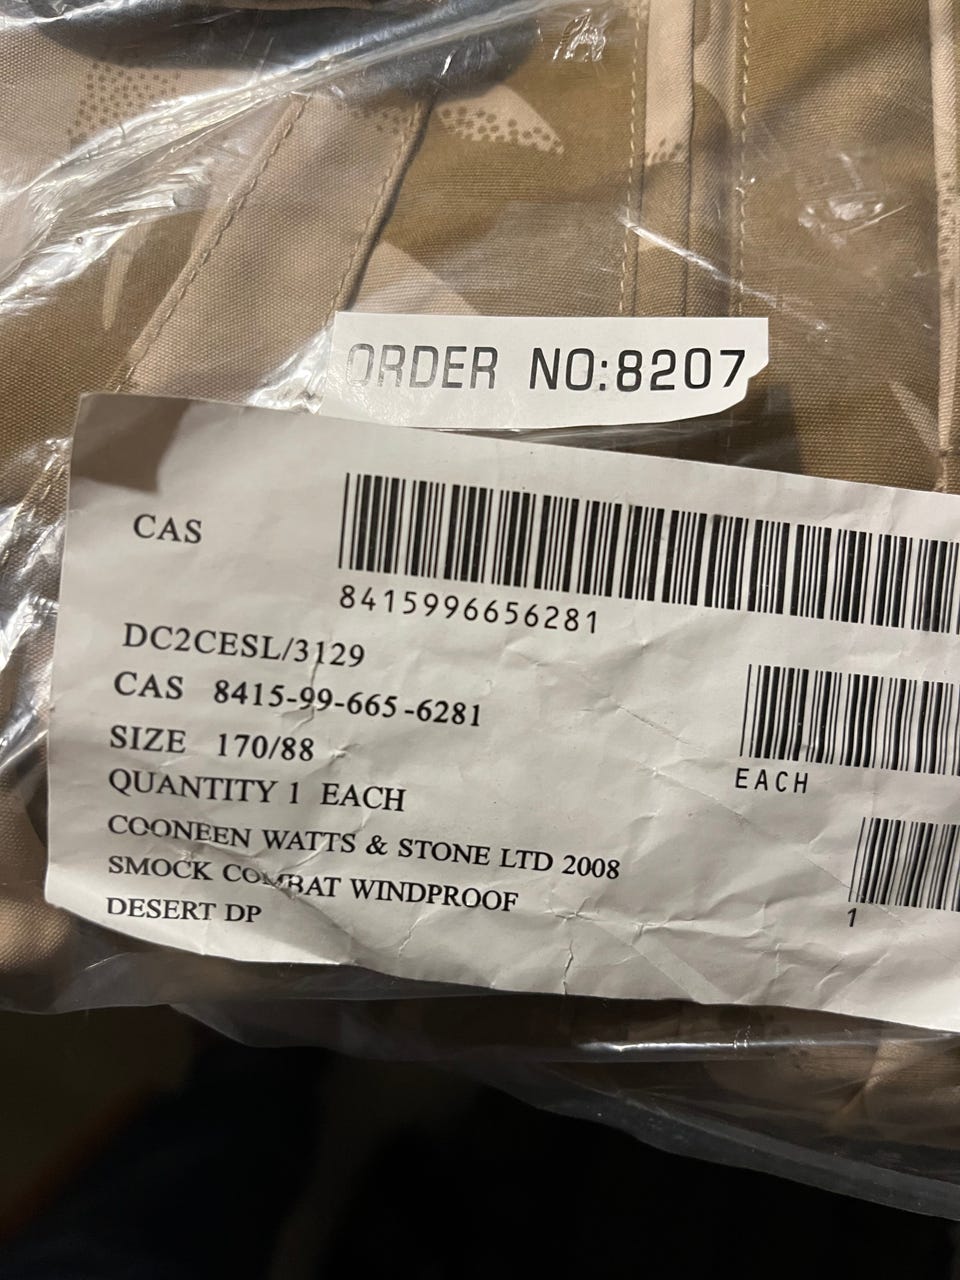 ORDER NO:8207
CAS
8415996656281
DC2CESL/3129
CAS 8415-99-665-6281
SIZE 170/88
QUANTITY 1 EACH
EACH
COONEEN WATTS & STONE LTD 2008
SMOCK COMBAT WINDPROOF
DESERT DP
1